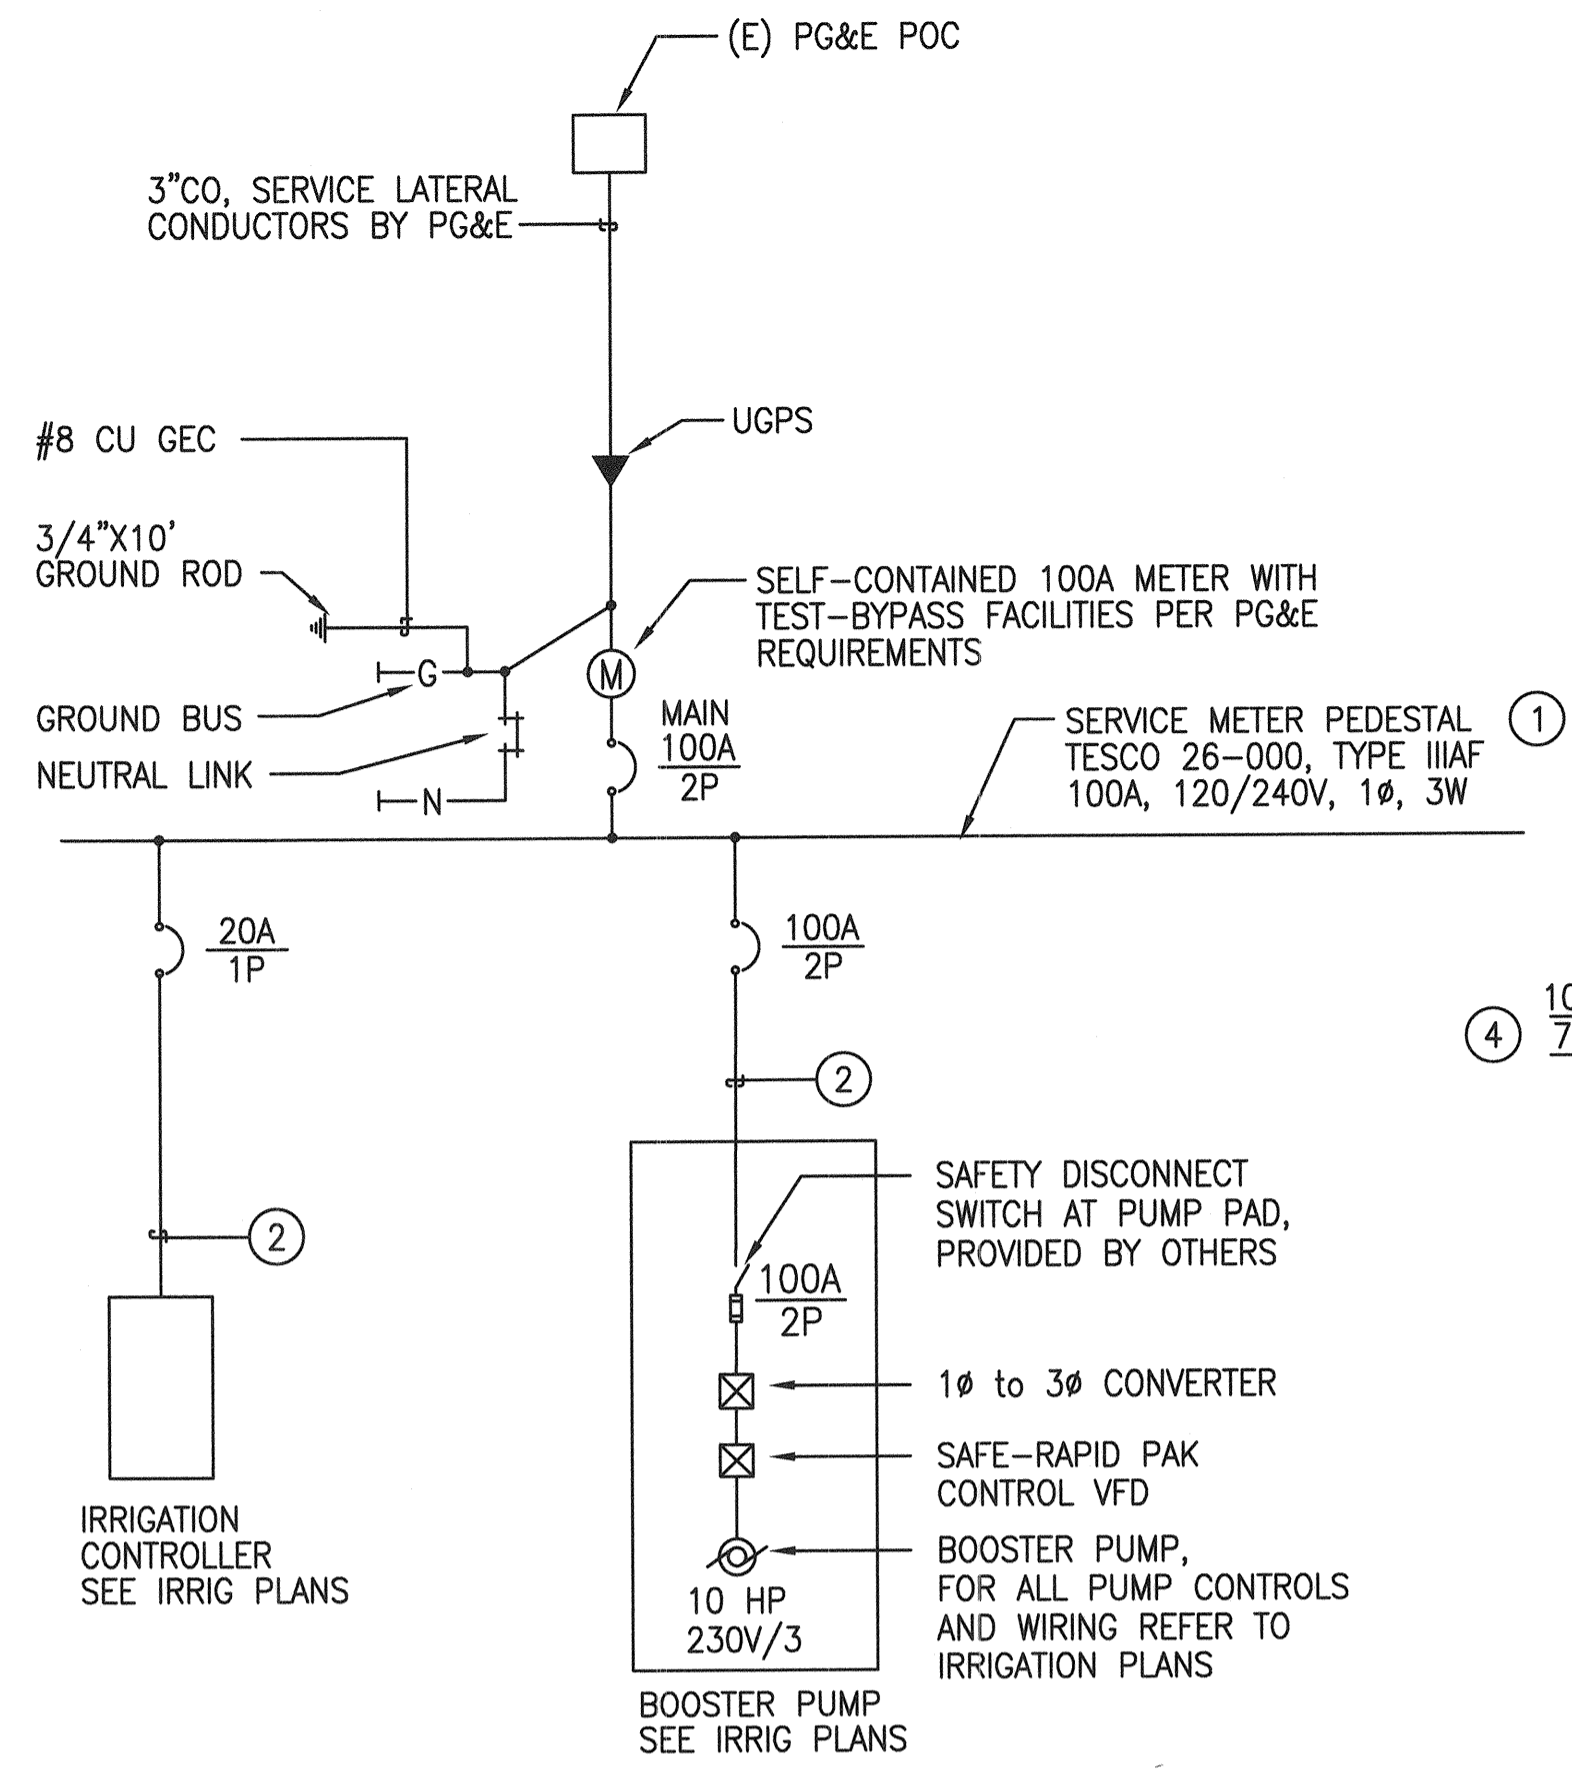 (E) PG&E POC
3"CO, SERVICE LATERAL
CONDUCTORS BY PG&E
UGPS
#8 CU GEC
3/4"X10'
GROUND ROD
SELF-CONTAINED 100A METER WITH
TEST-BYPASS FACILITIES PER PG&E
REQUIREMENTS
G
M
GROUND BUS
NEUTRAL LINK
N
MAIN
100A
2P
SERVICE METER PEDESTAL
TESCO 26-000, TYPE IIIAF
100A, 120/240V, 1ø, 3W
1
20A
1P
100A
2P
4
2
2
SAFETY DISCONNECT
SWITCH AT PUMP PAD,
PROVIDED BY OTHERS
100A
2P
1ø to 3ø CONVERTER
SAFE-RAPID PAK
CONTROL VFD
BOOSTER PUMP,
FOR ALL PUMP CONTROLS
AND WIRING REFER TO
IRRIGATION PLANS
10 HP
230V/3
IRRIGATION
CONTROLLER
SEE IRRIG PLANS
BOOSTER PUMP
SEE IRRIG PLANS